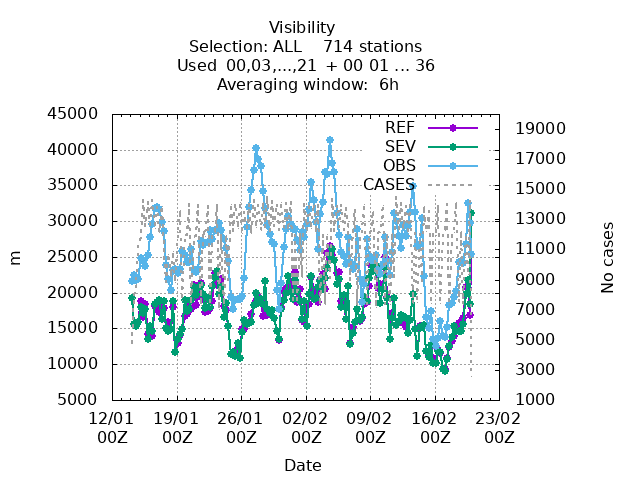 Visibility
Selection: ALL    714 stations
Used  00,03,...,21  + 00 01 ... 36
Averaging window:  6h
45000
40000
35000
30000
25000
20000
15000
10000
5000
m
19000
17000
15000
13000
11000
9000
7000
5000
3000
1000
No cases
REF
SEV
OBS
CASES
12/01 19/01 26/01 02/02 09/02 16/02 23/02
00Z 00Z 00Z 00Z 00Z 00Z 00Z
Date